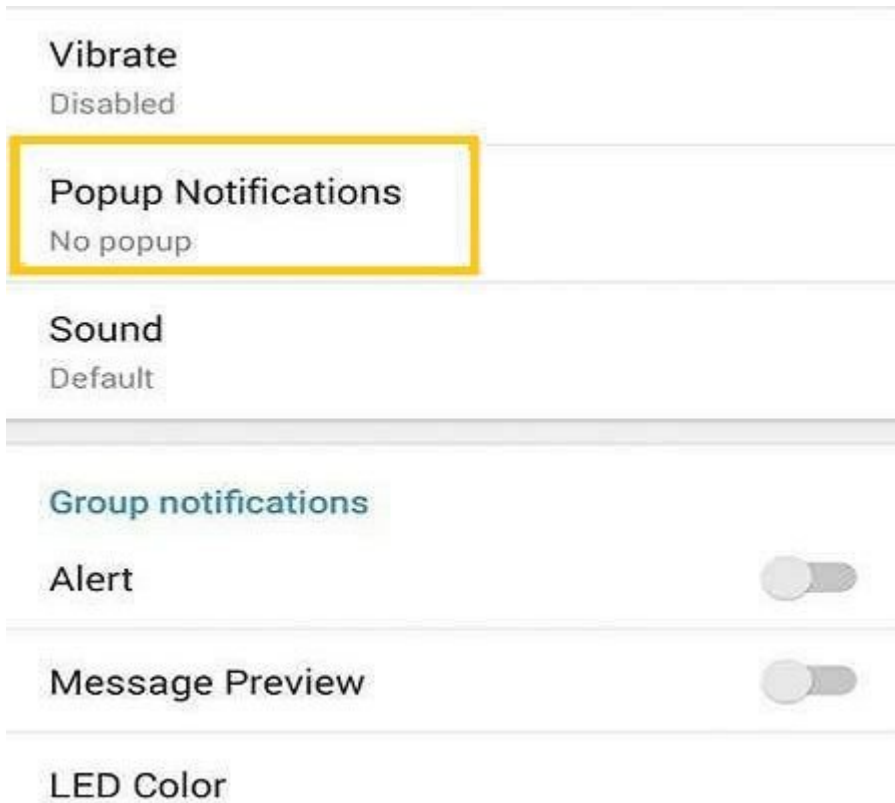 Vibrate
Disabled
Popup Notifications
No popup
Sound
Default
Group notifications
Alert
Message Preview
LED Color